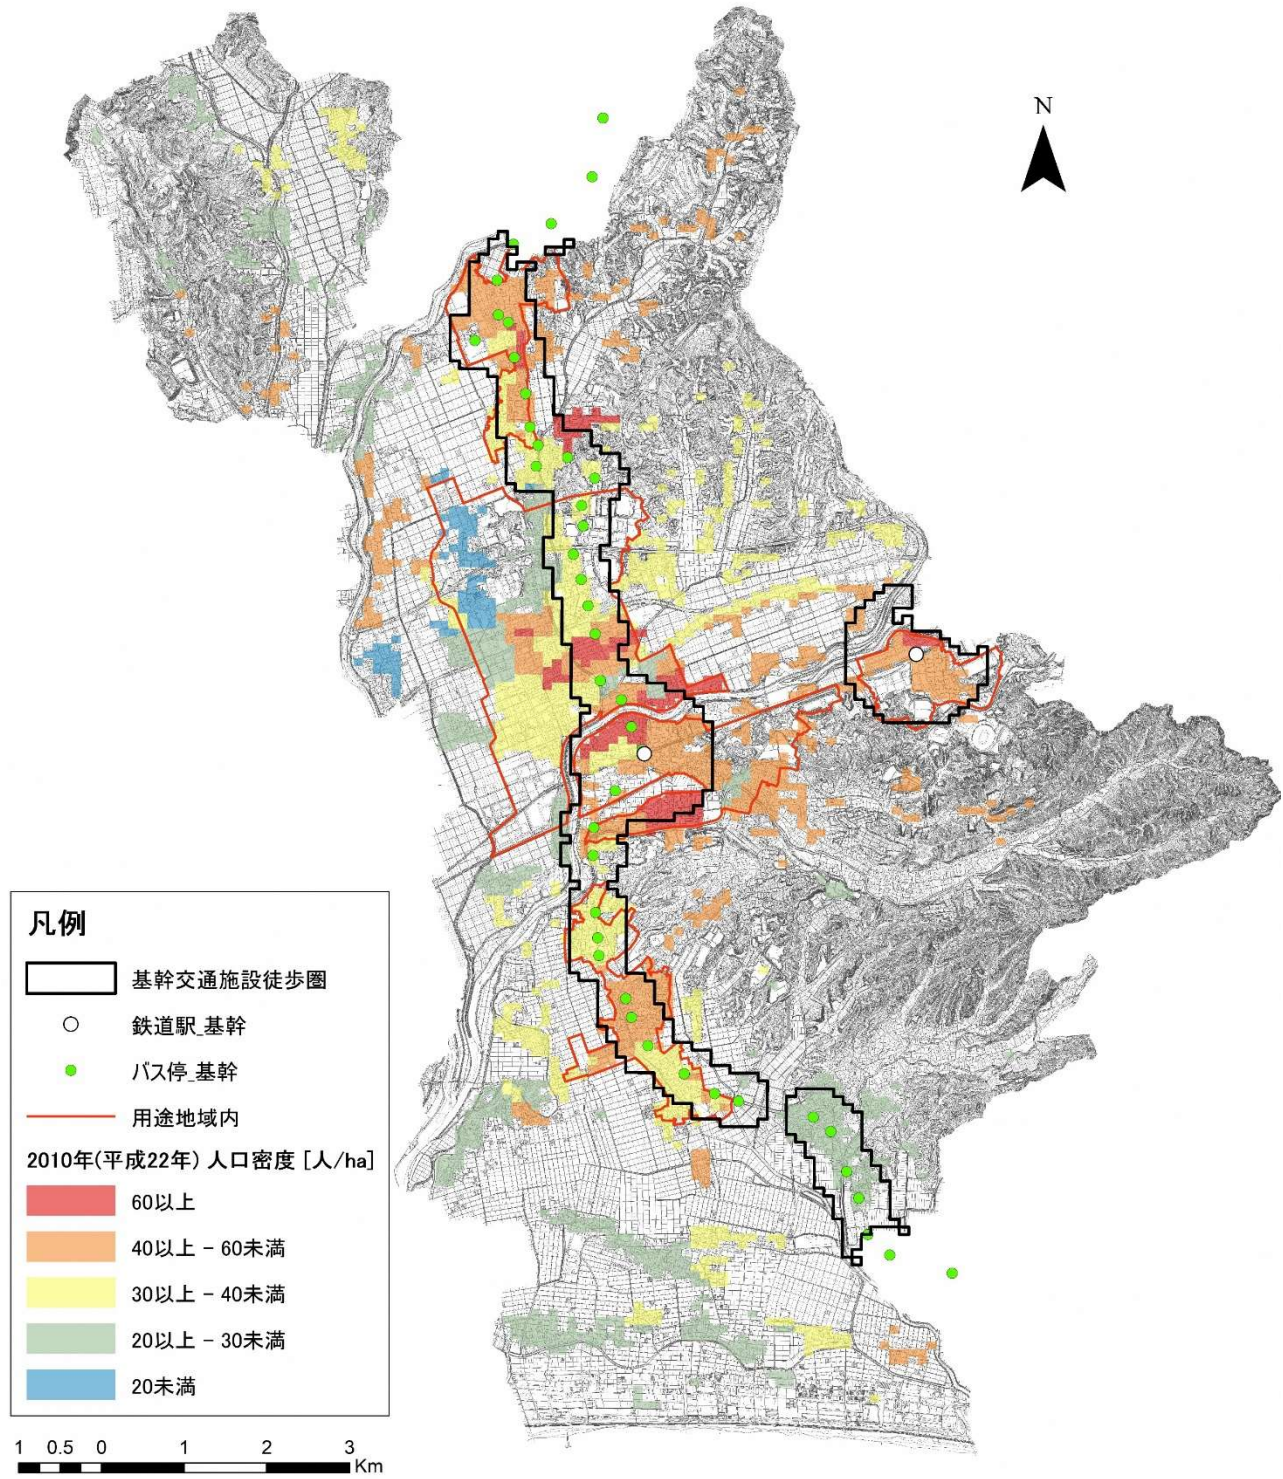 N
凡例
基幹交通施設徒歩圏
鉄道駅_基幹
バス停_基幹
用途地域内
2010年(平成22年) 人口密度 [人/ha]
60以上
40以上 - 60未満
30以上 - 40未満
20以上 - 30未満
20未満
1 0.5 0 1 2 3
Km